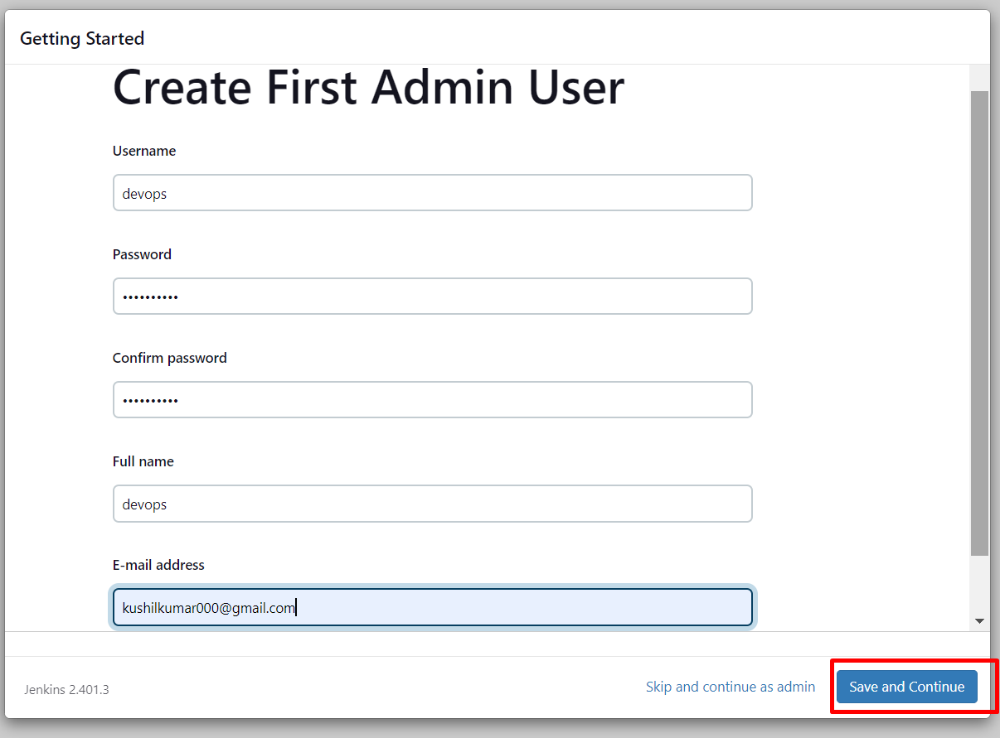 Getting Started
Create First Admin User
Username
devops
Password
••••••••••
Confirm password
••••••••••
Full name
devops
E-mail address
kushilkumar000@gmail.com
Jenkins 2.401.3
Skip and continue as admin
Save and Continue